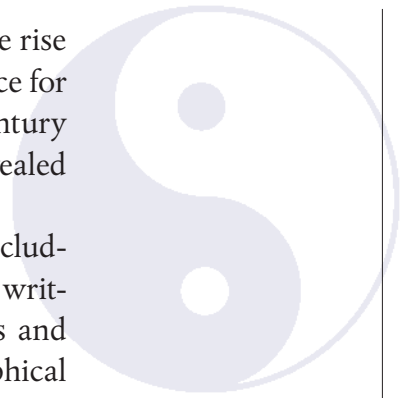 e rise
ce for
ntury
ealed
clud-
writ-
s and
phical